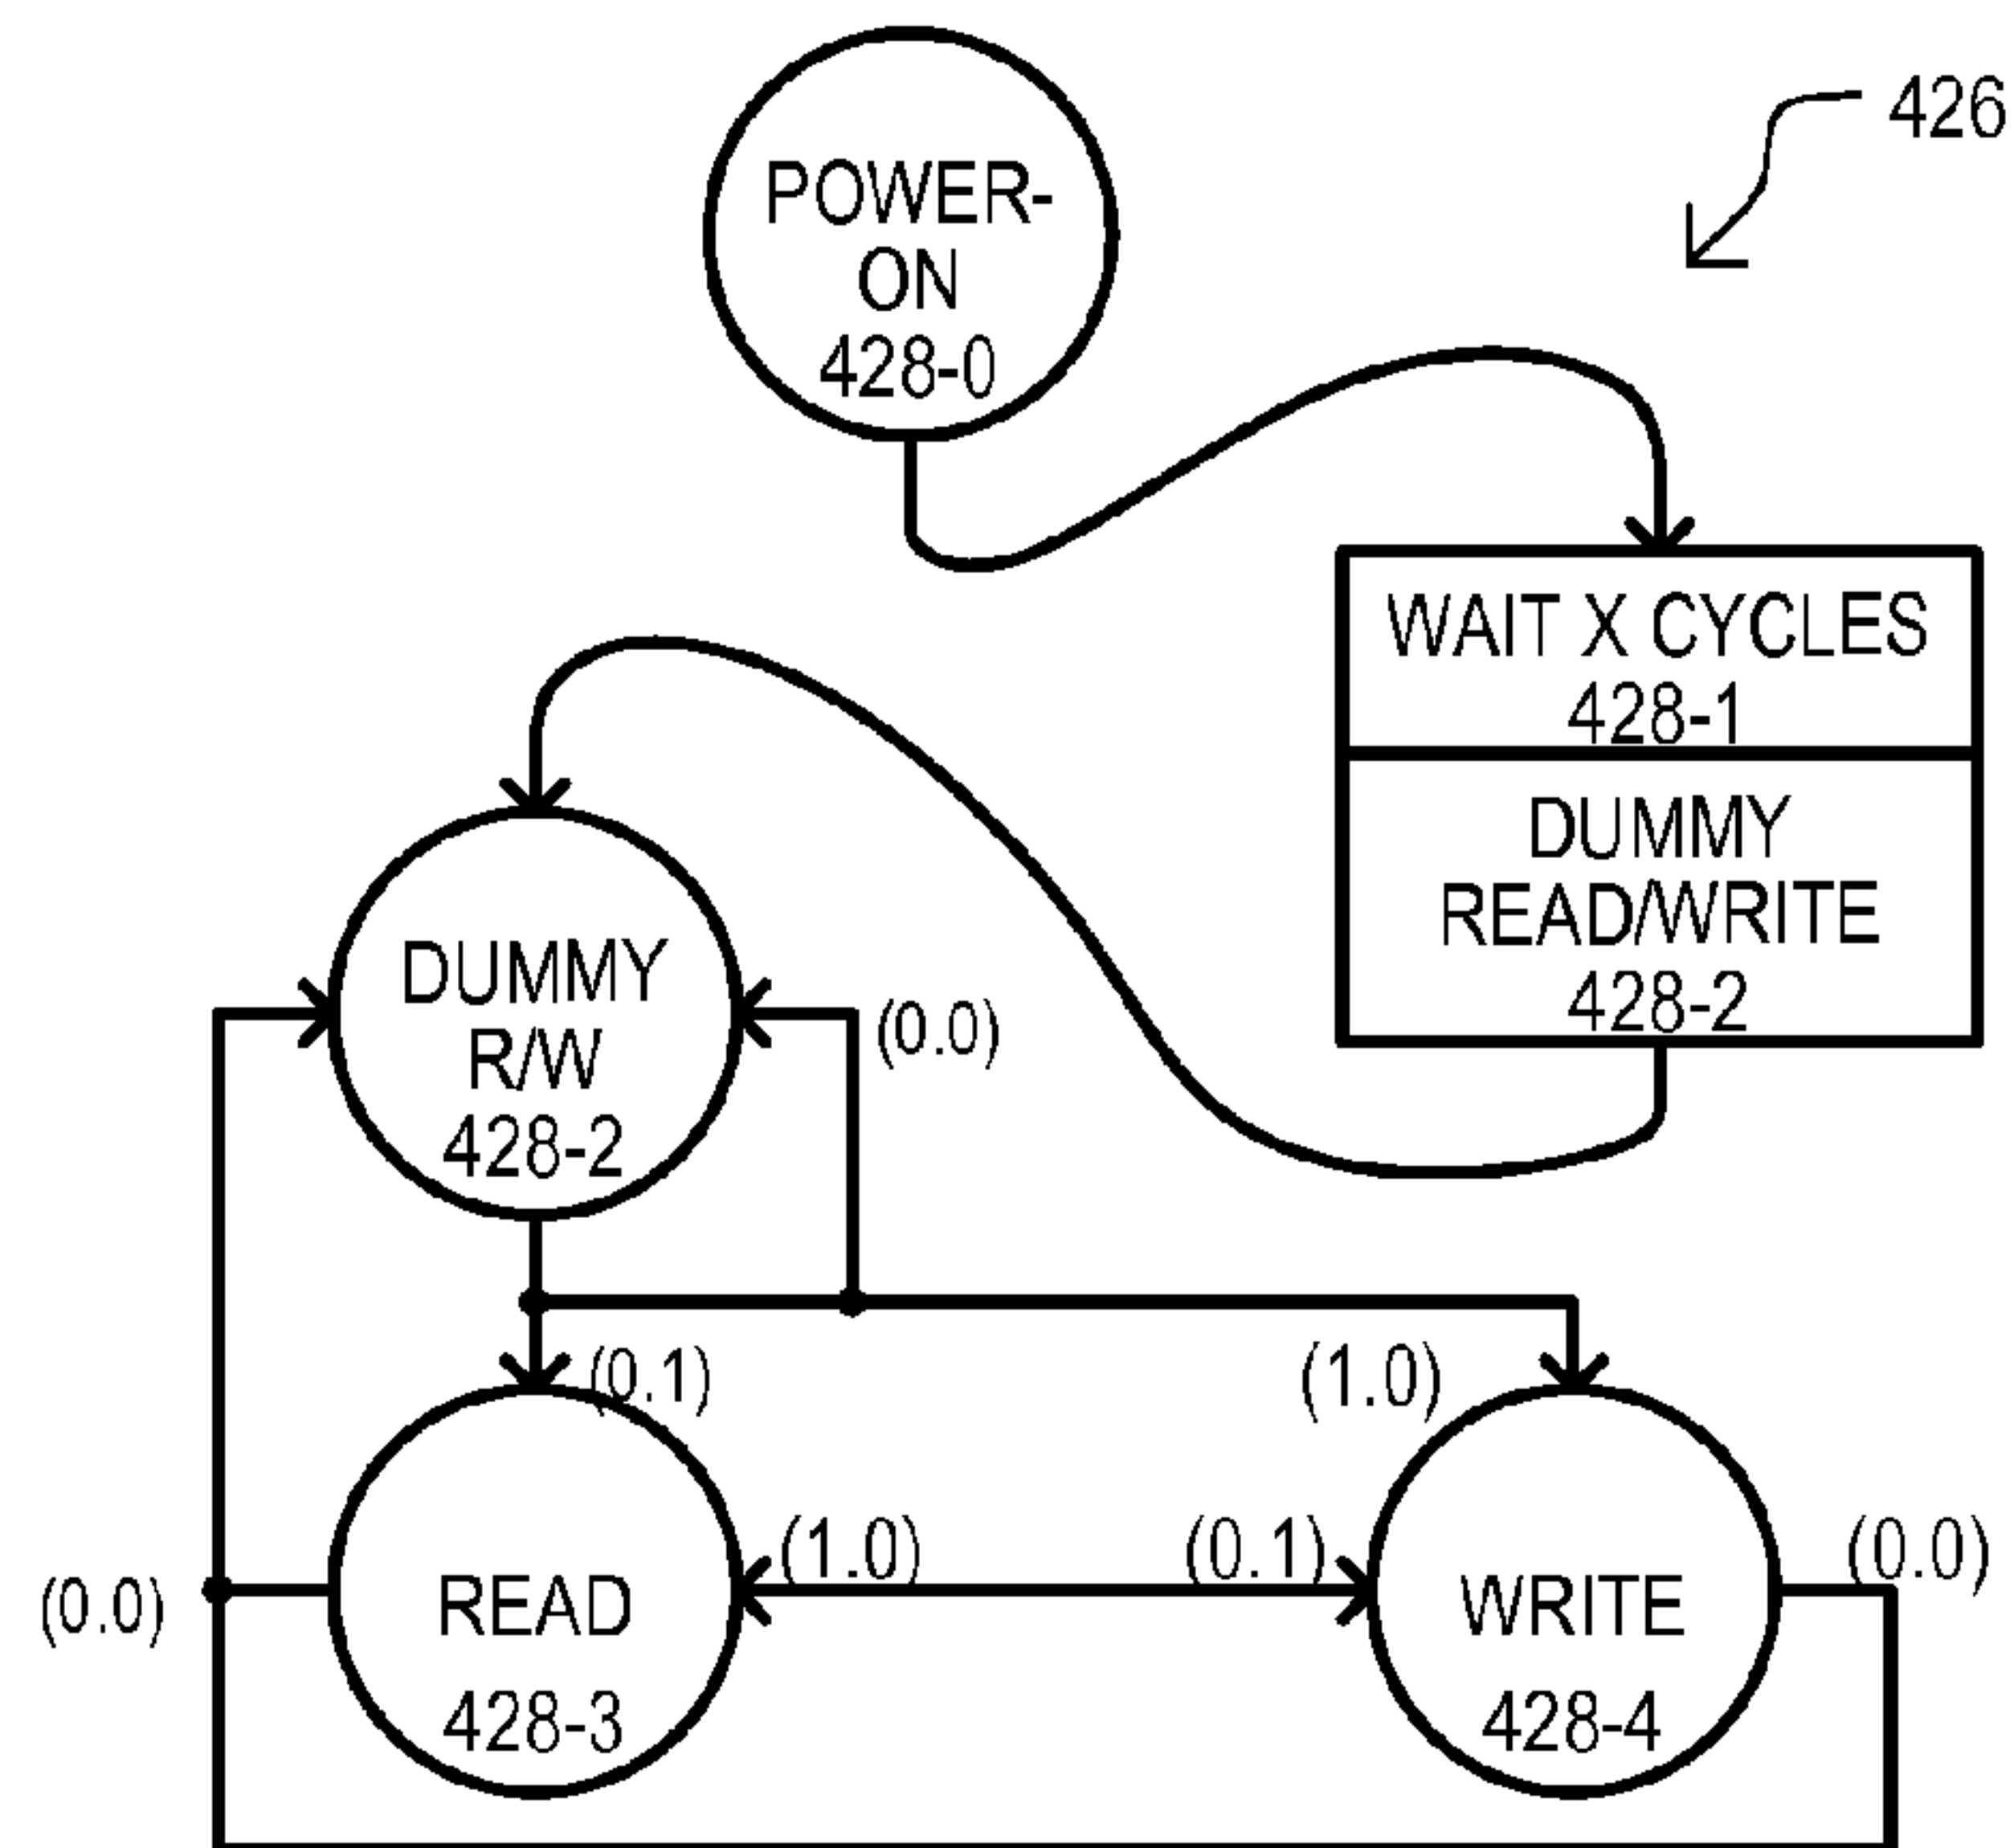 426
POWER-
ON
428-0
WAIT X CYCLES
428-1
DUMMY
READ/WRITE
428-2
DUMMY
R/W
428-2
(0.0)
(0.1)
(1.0)
(1.0)
(0.1)
(0.0)
(0.0)
READ
428-3
WRITE
428-4